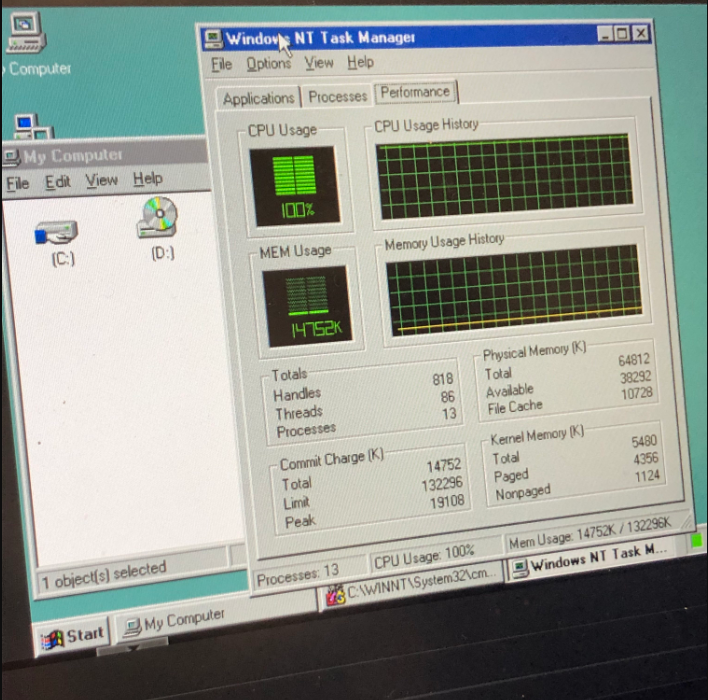 Computer
Windows NT Task Manager
File Options View Help
Applications Processes Performance
CPU Usage
CPU Usage History
100%
MEM Usage
Memory Usage History
14752K
Totals
Handles 818
Threads 86
Processes 13
Physical Memory (K)
Total 64812
Available 38292
File Cache 10728
Commit Charge (K)
Total 14752
Limit 132296
Peak 19108
Kernel Memory (K)
Total 5480
Paged 4356
Nonpaged 1124
Processes: 13 CPU Usage: 100% Mem Usage: 14752K / 132296K
My Computer
File Edit View Help
(C:) (D:)
1 object(s) selected
Start My Computer C:\WINNT\System32\cm... Windows NT Task M...